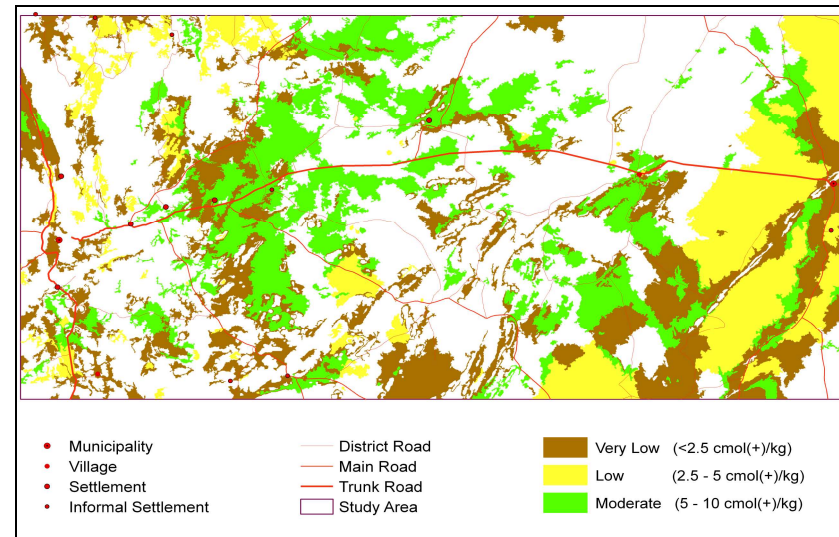 Municipality
Village
Settlement
Informal Settlement
District Road
Main Road
Trunk Road
Study Area
Very Low (<2.5 cmol(+)/kg)
Low (2.5 - 5 cmol(+)/kg)
Moderate (5 - 10 cmol(+)/kg)